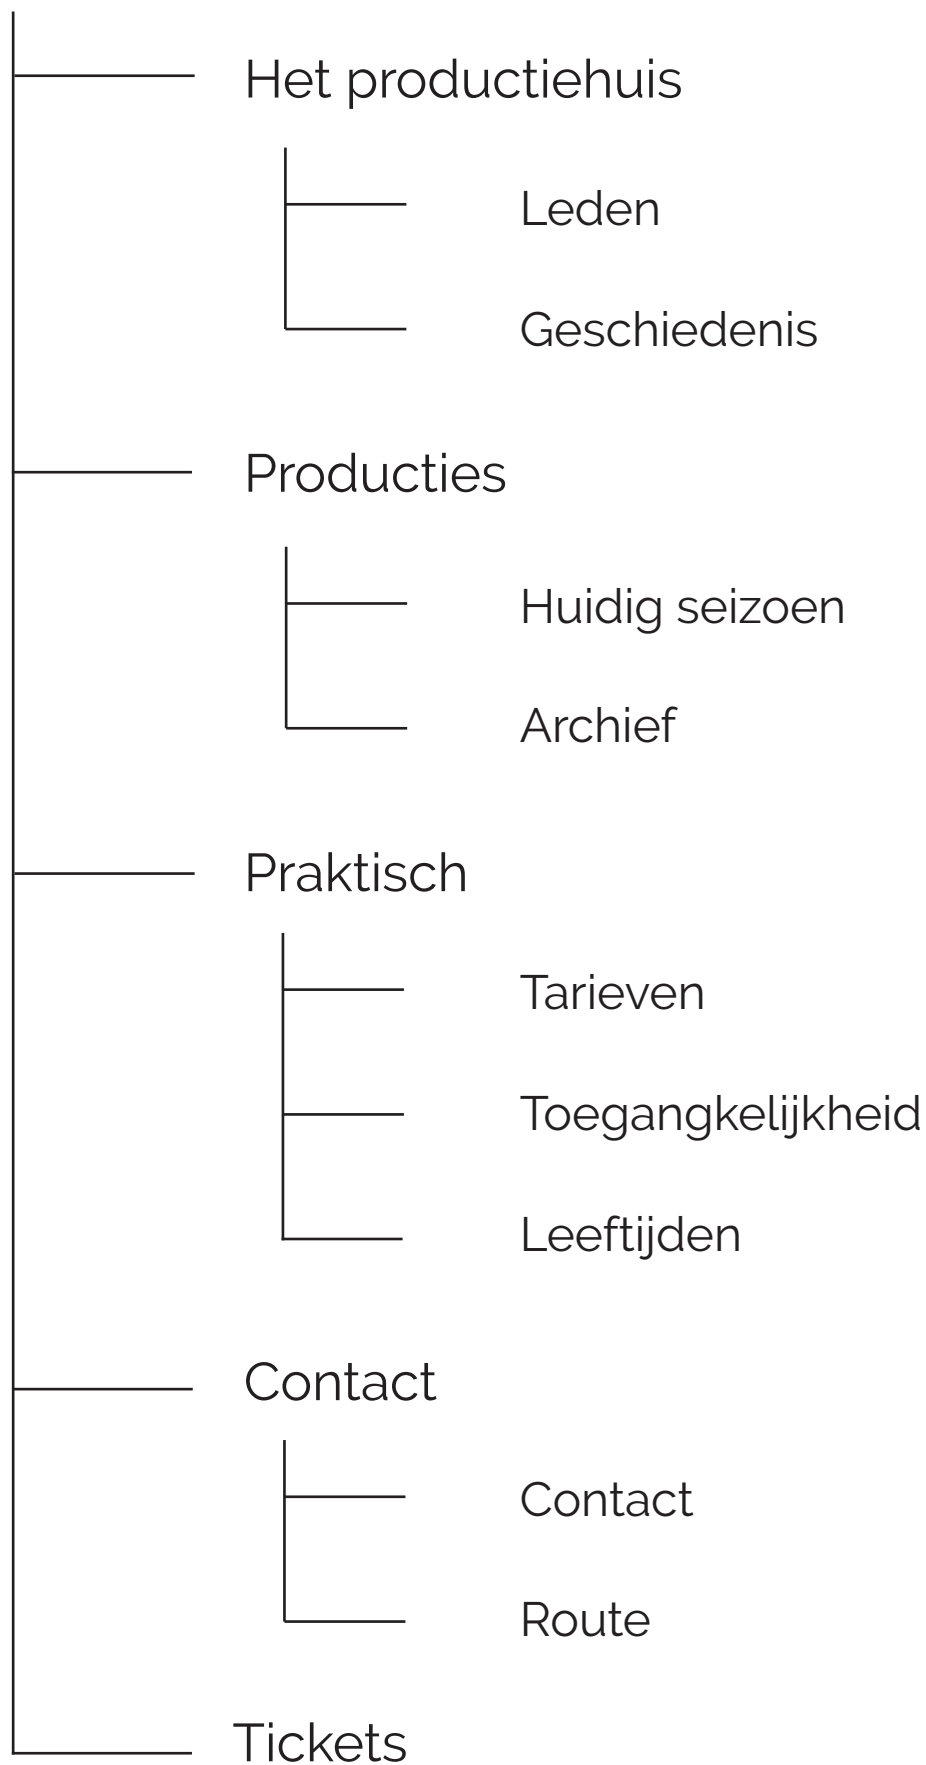 Het productiehuis
Leden
Geschiedenis
Producties
Huidig seizoen
Archief
Praktisch
Tarieven
Toegangkelijkheid
Leeftijden
Contact
Contact
Route
Tickets